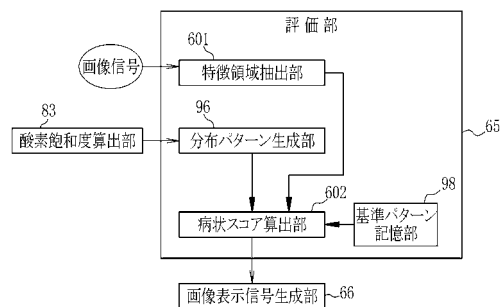 評価部
601
画像信号
特徴領域抽出部
83
96
酸素飽和度算出部
分布パターン生成部
65
602
98
病状スコア算出部
基準パターン
記憶部
画像表示信号生成部
66